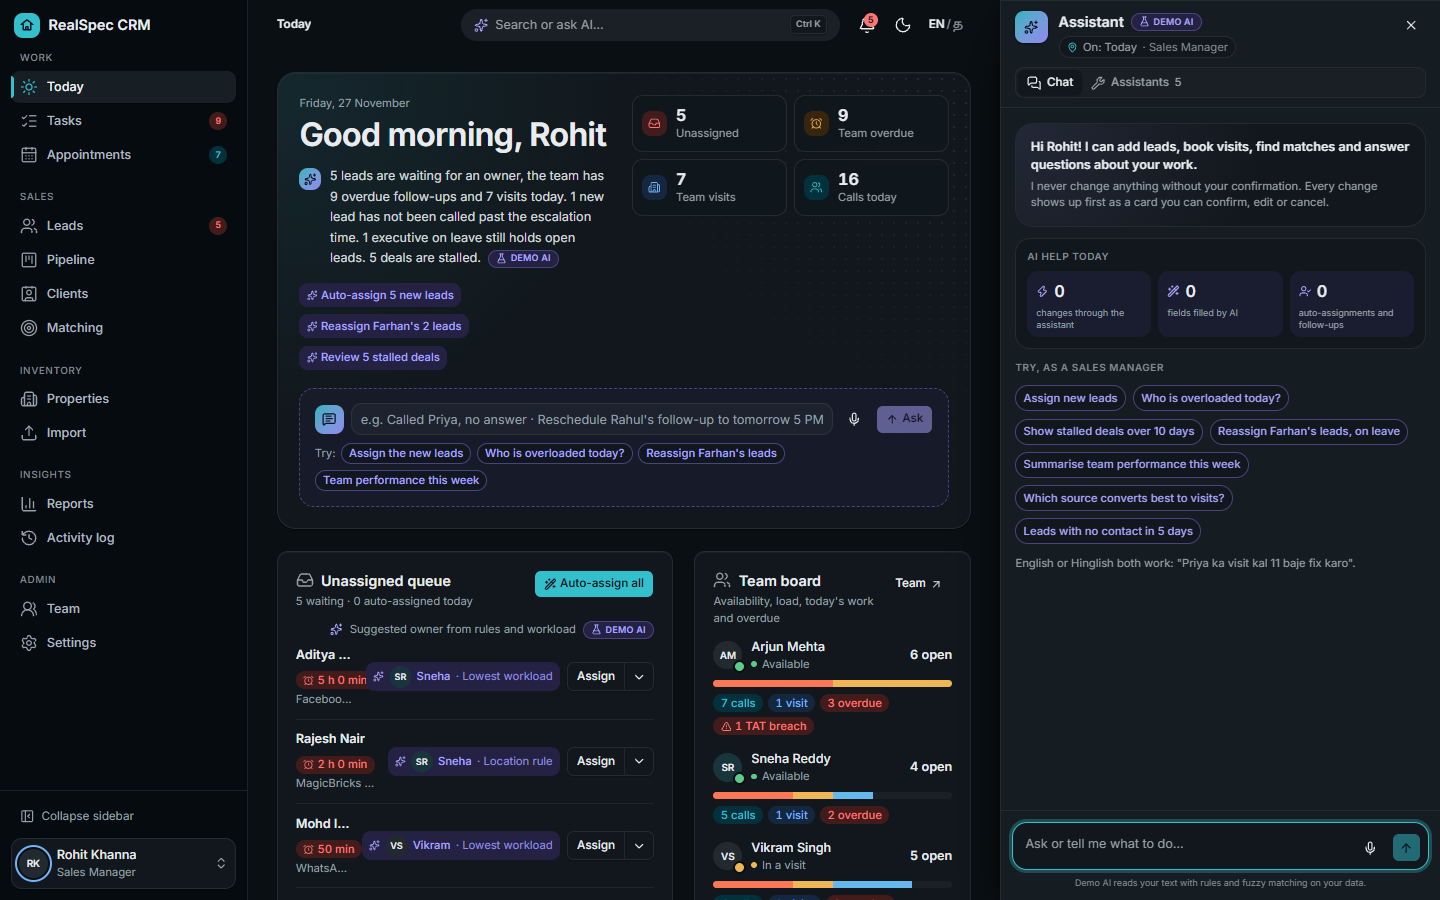 RealSpec CRM
WORK
Today
Tasks
9
Appointments
7
SALES
Leads
5
Pipeline
Clients
Matching
INVENTORY
Properties
Import
INSIGHTS
Reports
Activity log
ADMIN
Team
Settings
Collapse sidebar
RK
Rohit Khanna
Sales Manager
Today
Search or ask AI...
Ctrl K
5
EN / த
Friday, 27 November
Good morning, Rohit
5 leads are waiting for an owner, the team has
9 overdue follow-ups and 7 visits today. 1 new
lead has not been called past the escalation
time. 1 executive on leave still holds open
leads. 5 deals are stalled. DEMO AI
5
Unassigned
9
Team overdue
7
Team visits
16
Calls today
Auto-assign 5 new leads
Reassign Farhan's 2 leads
Review 5 stalled deals
e.g. Called Priya, no answer · Reschedule Rahul's follow-up to tomorrow 5 PM
Ask
Try: Assign the new leads Who is overloaded today? Reassign Farhan's leads
Team performance this week
Unassigned queue
Auto-assign all
5 waiting · 0 auto-assigned today
Suggested owner from rules and workload DEMO AI
Aditya ...
5 h 0 min
SR Sneha · Lowest workload
Assign
Faceboo...
Rajesh Nair
2 h 0 min
SR Sneha · Location rule
Assign
MagicBricks ...
Mohd I...
50 min
VS Vikram · Lowest workload
Assign
WhatsA...
Team board
Team
Availability, load, today's work
and overdue
AM
Arjun Mehta
Available
6 open
7 calls 1 visit 3 overdue
1 TAT breach
SR
Sneha Reddy
Available
4 open
5 calls 1 visit 2 overdue
VS
Vikram Singh
In a visit
5 open
Assistant
DEMO AI
On: Today · Sales Manager
Chat
Assistants 5
Hi Rohit! I can add leads, book visits, find matches and answer
questions about your work.
I never change anything without your confirmation. Every change
shows up first as a card you can confirm, edit or cancel.
AI HELP TODAY
0
changes through the
assistant
0
fields filled by AI
0
auto-assignments and
follow-ups
TRY, AS A SALES MANAGER
Assign new leads Who is overloaded today?
Show stalled deals over 10 days Reassign Farhan's leads, on leave
Summarise team performance this week
Which source converts best to visits?
Leads with no contact in 5 days
English or Hinglish both work: "Priya ka visit kal 11 baje fix karo".
Ask or tell me what to do...
Demo AI reads your text with rules and fuzzy matching on your data.